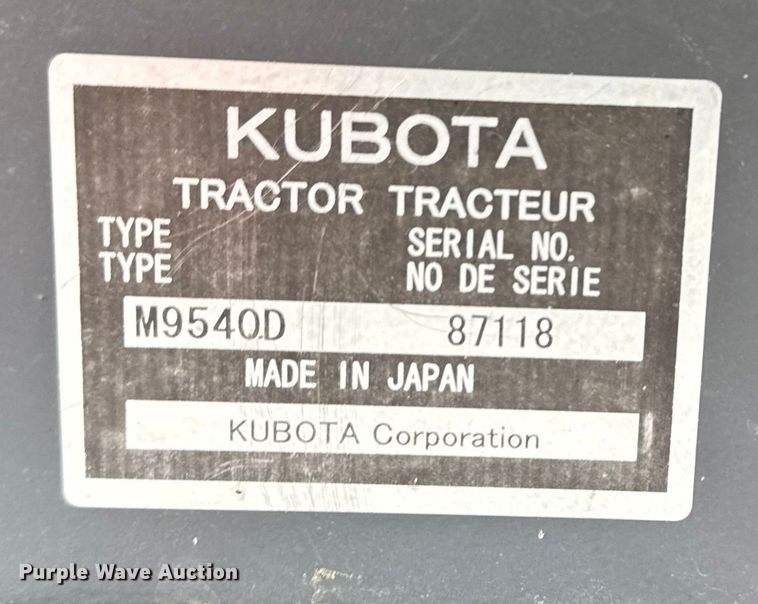 KUBOTA
TRACTOR TRACTEUR
TYPE SERIAL NO.
TYPE NO DE SERIE
M9540D 87118
MADE IN JAPAN
KUBOTA Corporation
Purple Wave Auction